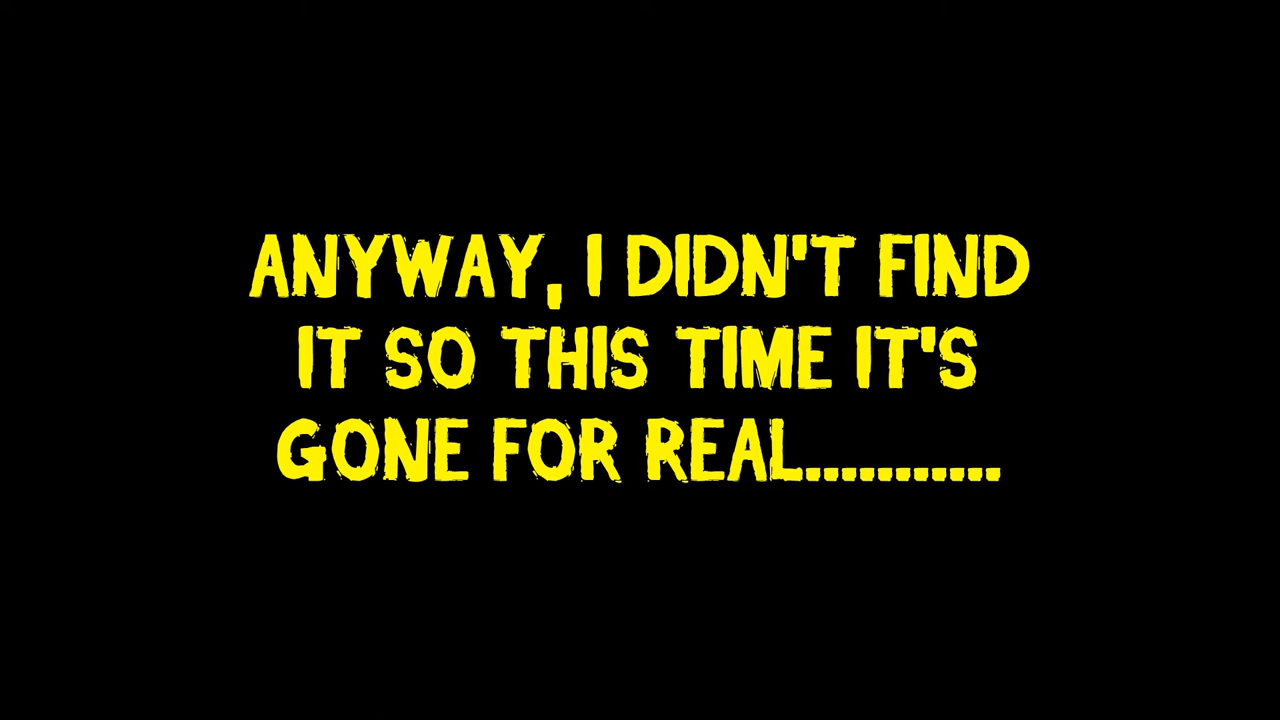 ANYWAY, I DIDN'T FIND
IT SO THIS TIME IT'S
GONE FOR REAL...........